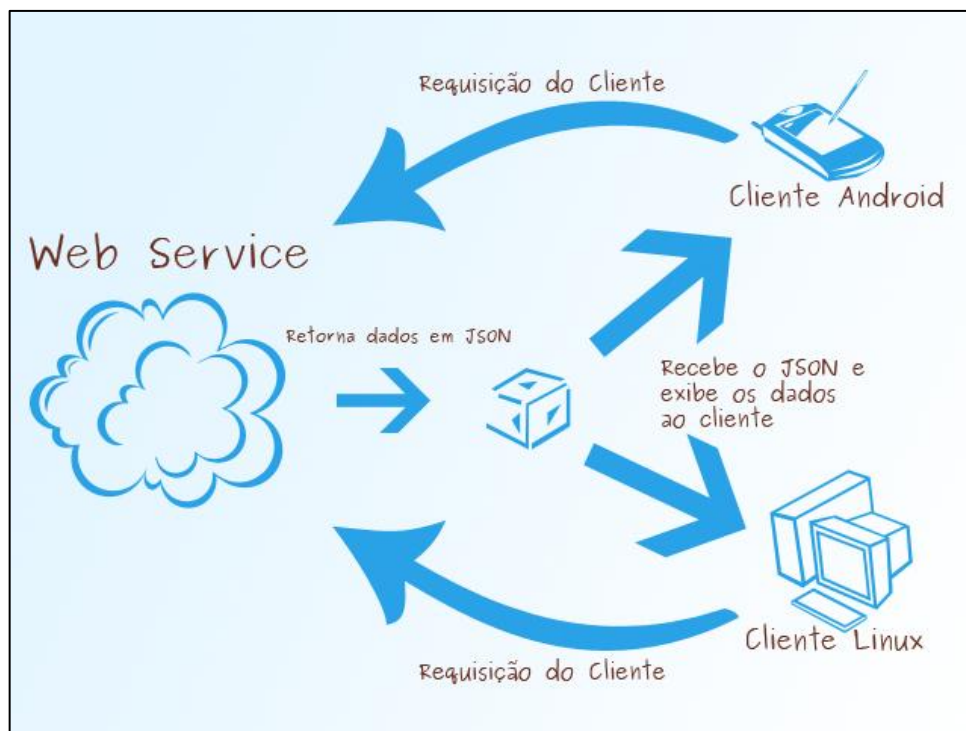 Requisição do Cliente
Cliente Android
Web Service
Retorna dados em JSON
Recebe o JSON e
exibe os dados
ao cliente
Cliente Linux
Requisição do Cliente